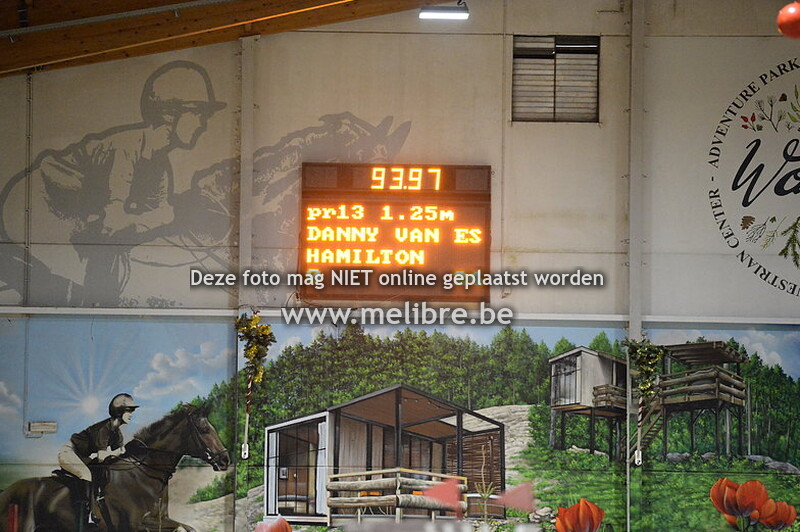 93.97
pr13 1.25m
DANNY VAN ES
HAMILTON
Deze foto mag NIET online geplaatst worden
www.melibre.be
ADVENTURE PARK
CENTER -